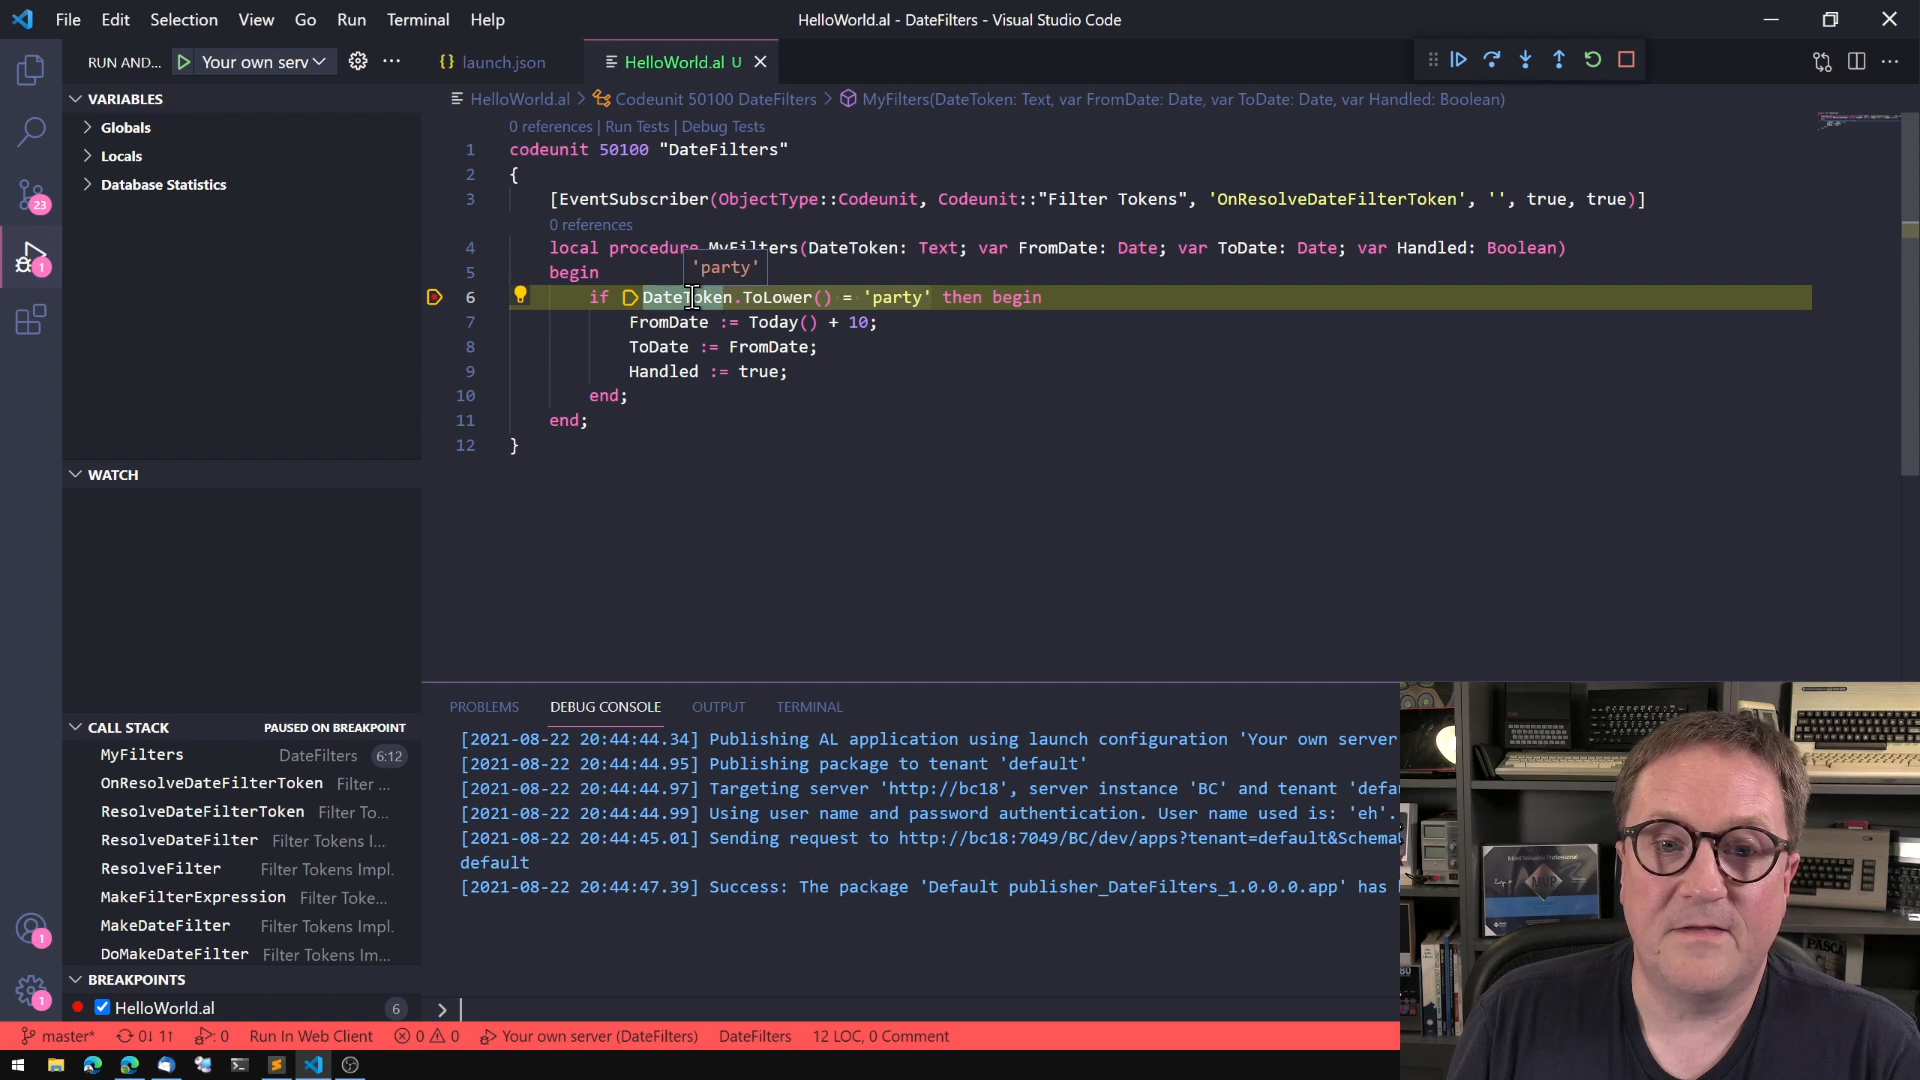 File Edit Selection View Go Run Terminal Help
HelloWorld.al - DateFilters - Visual Studio Code
RUN AND... Your own serv
launch.json
HelloWorld.al U
VARIABLES
Globals
Locals
Database Statistics
WATCH
CALL STACK PAUSED ON BREAKPOINT
MyFilters DateFilters 6:12
OnResolveDateFilterToken Filter ...
ResolveDateFilterToken Filter To...
ResolveDateFilter Filter Tokens I...
ResolveFilter Filter Tokens Impl.
MakeFilterExpression Filter Toke...
MakeDateFilter Filter Tokens Impl.
DoMakeDateFilter Filter Tokens Im...
BREAKPOINTS
HelloWorld.al 6
23
1
1
1
HelloWorld.al > Codeunit 50100 DateFilters > MyFilters(DateToken: Text, var FromDate: Date, var ToDate: Date, var Handled: Boolean)
0 references | Run Tests | Debug Tests
1 codeunit 50100 "DateFilters"
2 {
3 [EventSubscriber(ObjectType::Codeunit, Codeunit::"Filter Tokens", 'OnResolveDateFilterToken', '', true, true)]
0 references
4 local procedure MyFilters(DateToken: Text; var FromDate: Date; var ToDate: Date; var Handled: Boolean)
'party'
5 begin
6 if DateToken.ToLower() = 'party' then begin
7 FromDate := Today() + 10;
8 ToDate := FromDate;
9 Handled := true;
10 end;
11 end;
12 }
PROBLEMS DEBUG CONSOLE OUTPUT TERMINAL
[2021-08-22 20:44:44.34] Publishing AL application using launch configuration 'Your own server
[2021-08-22 20:44:44.95] Publishing package to tenant 'default'
[2021-08-22 20:44:44.97] Targeting server 'http://bc18', server instance 'BC' and tenant 'defau
[2021-08-22 20:44:44.99] Using user name and password authentication. User name used is: 'eh'.
[2021-08-22 20:44:45.01] Sending request to http://bc18:7049/BC/dev/apps?tenant=default&Schema
default
[2021-08-22 20:44:47.39] Success: The package 'Default publisher_DateFilters_1.0.0.0.app' has
Most Valuable Professional
MVP
PASCA
master* 0↓ 1↑ : 0 Run In Web Client 0 0 Your own server (DateFilters) DateFilters 12 LOC, 0 Comment